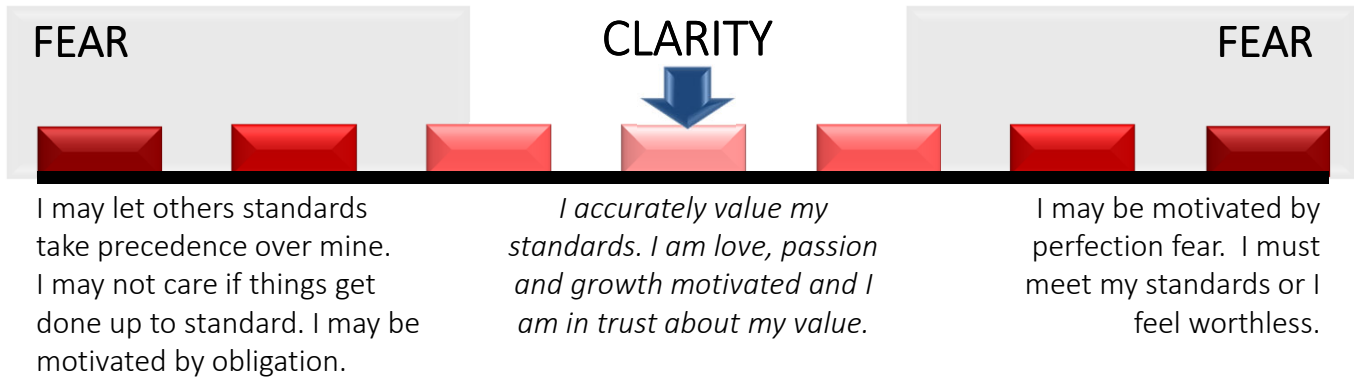 FEAR
CLARITY
FEAR
I may let others standards
take precedence over mine.
I may not care if things get
done up to standard. I may be
motivated by obligation.
I accurately value my
standards. I am love, passion
and growth motivated and I
am in trust about my value.
I may be motivated by
perfection fear.  I must
meet my standards or I
feel worthless.